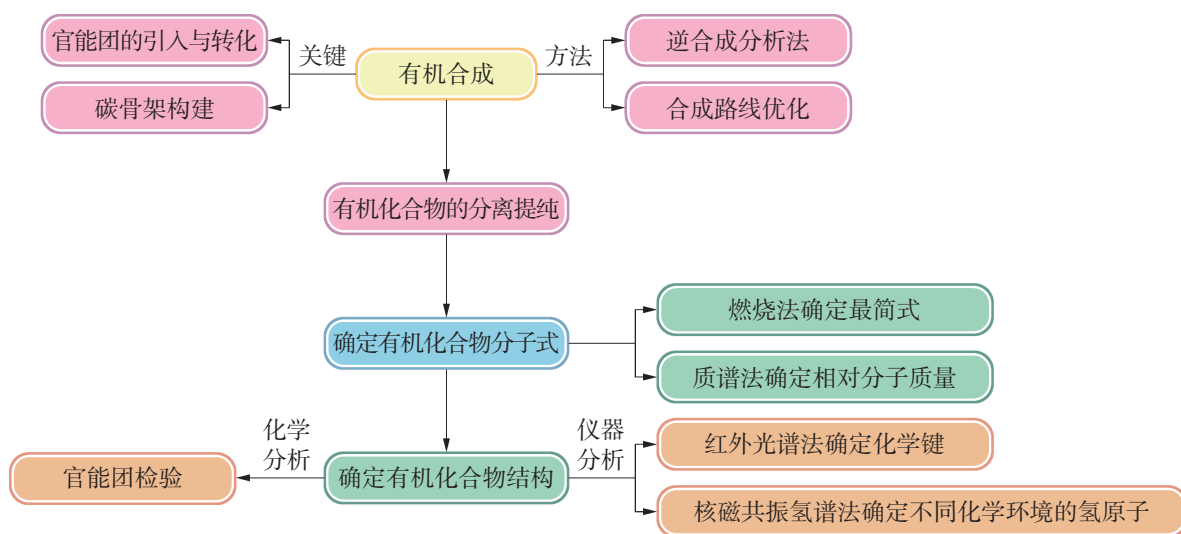 官能团的引入与转化
关键
碳骨架构建
有机合成
方法
逆合成分析法
合成路线优化
有机化合物的分离提纯
确定有机化合物分子式
燃烧法确定最简式
质谱法确定相对分子质量
化学
分析
官能团检验
确定有机化合物结构
仪器
分析
红外光谱法确定化学键
核磁共振氢谱法确定不同化学环境的氢原子